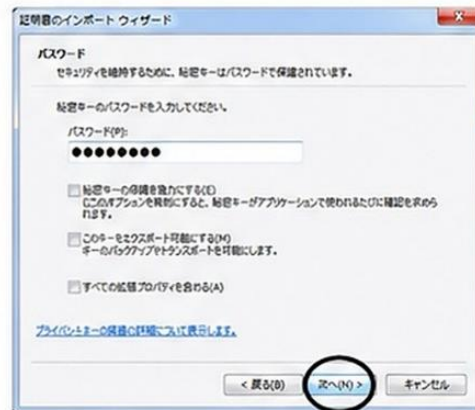 証明書のインポート ウィザード
パスワード
セキュリティを維持するために、秘密キーはパスワードで保護されています。
秘密キーのパスワードを入力してください。
パスワード(P):
●●●●●●●●
秘密キーの保護を強力にする(E)
このオプションを有効にすると、秘密キーがアプリケーションで使われるたびに確認を求めら
れます。
このキーをエクスポート可能にする(M)
キーのバックアップやトランスポートを可能にします。
すべての拡張プロパティを含める(A)
の詳細について表示します。
< 戻る(B)
次へ(N) >
キャンセル